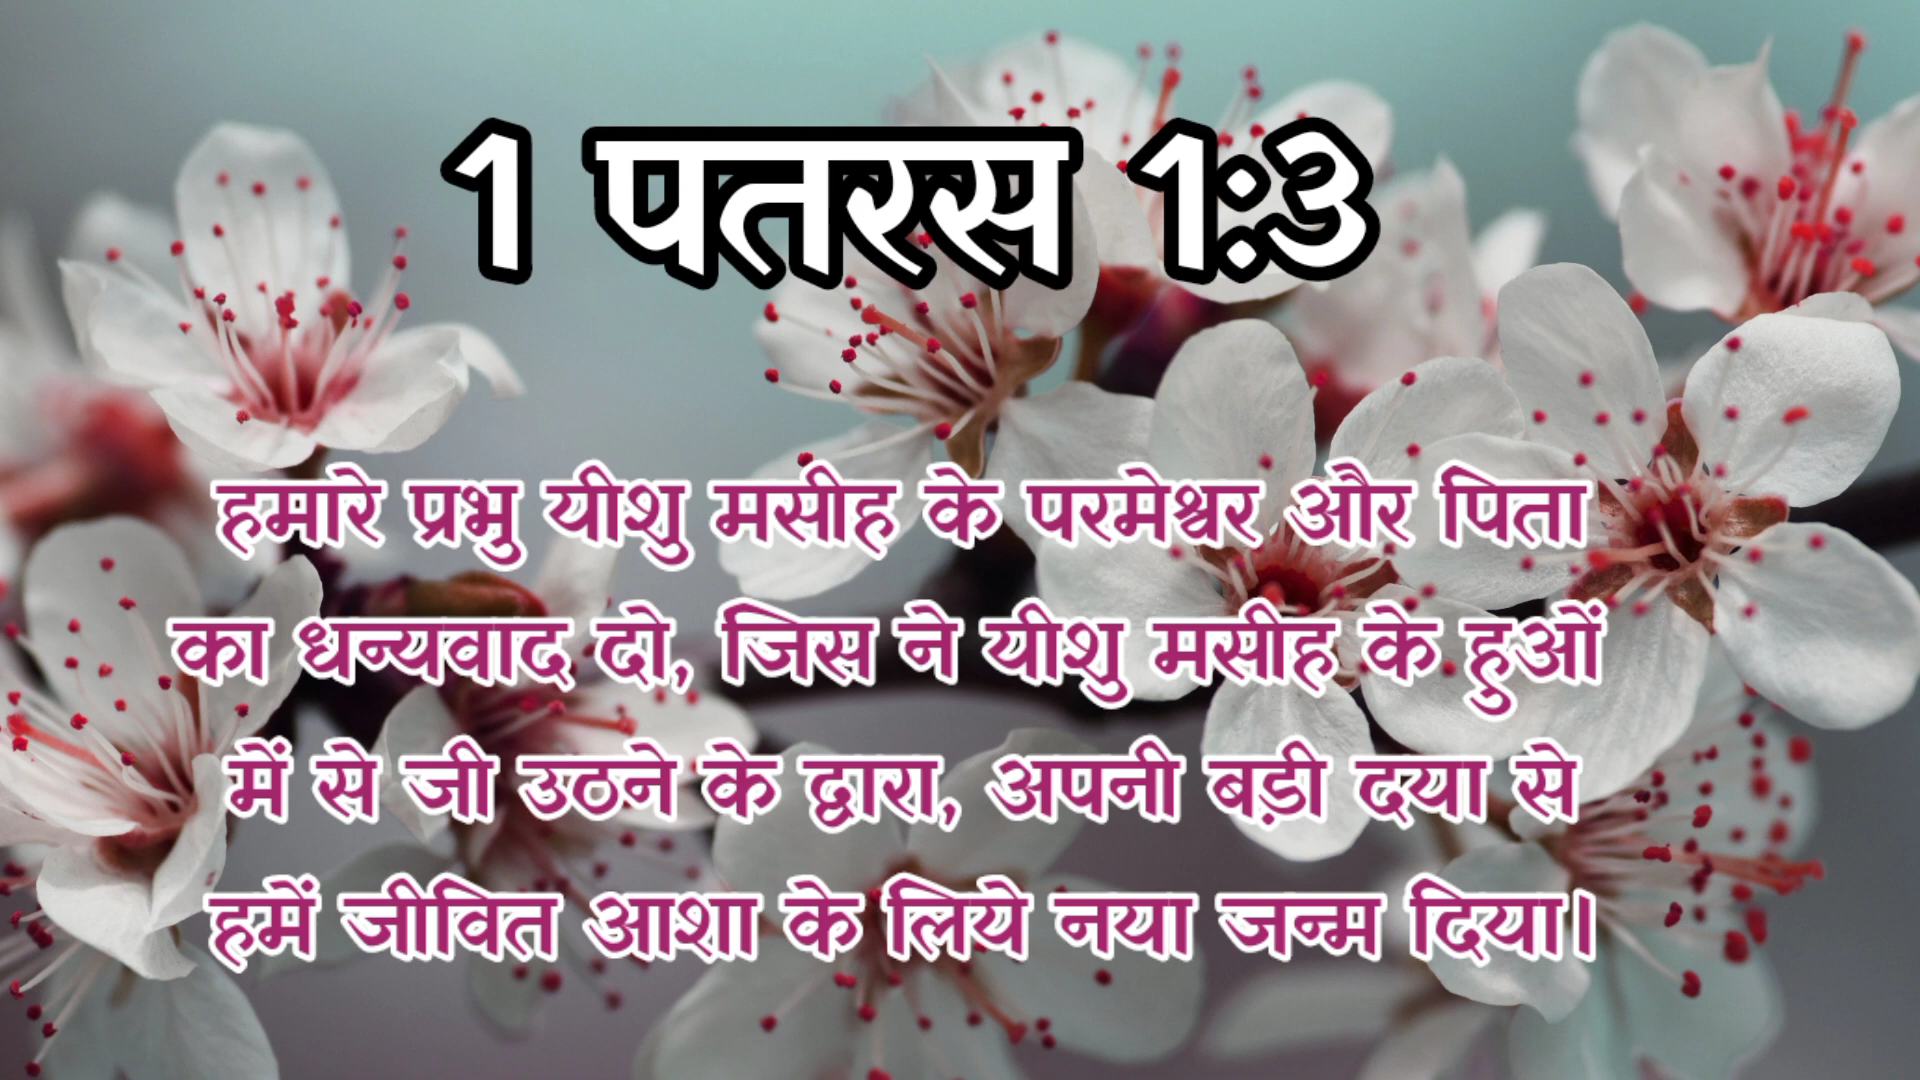 1 पतरस 1:3
हमारे प्रभु यीशु मसीह के परमेश्वर और पिता
का धन्यवाद दो, जिस ने यीशु मसीह के हुओं
में से जी उठने के द्वारा, अपनी बड़ी दया से
हमें जीवित आशा के लिये नया जन्म दिया।